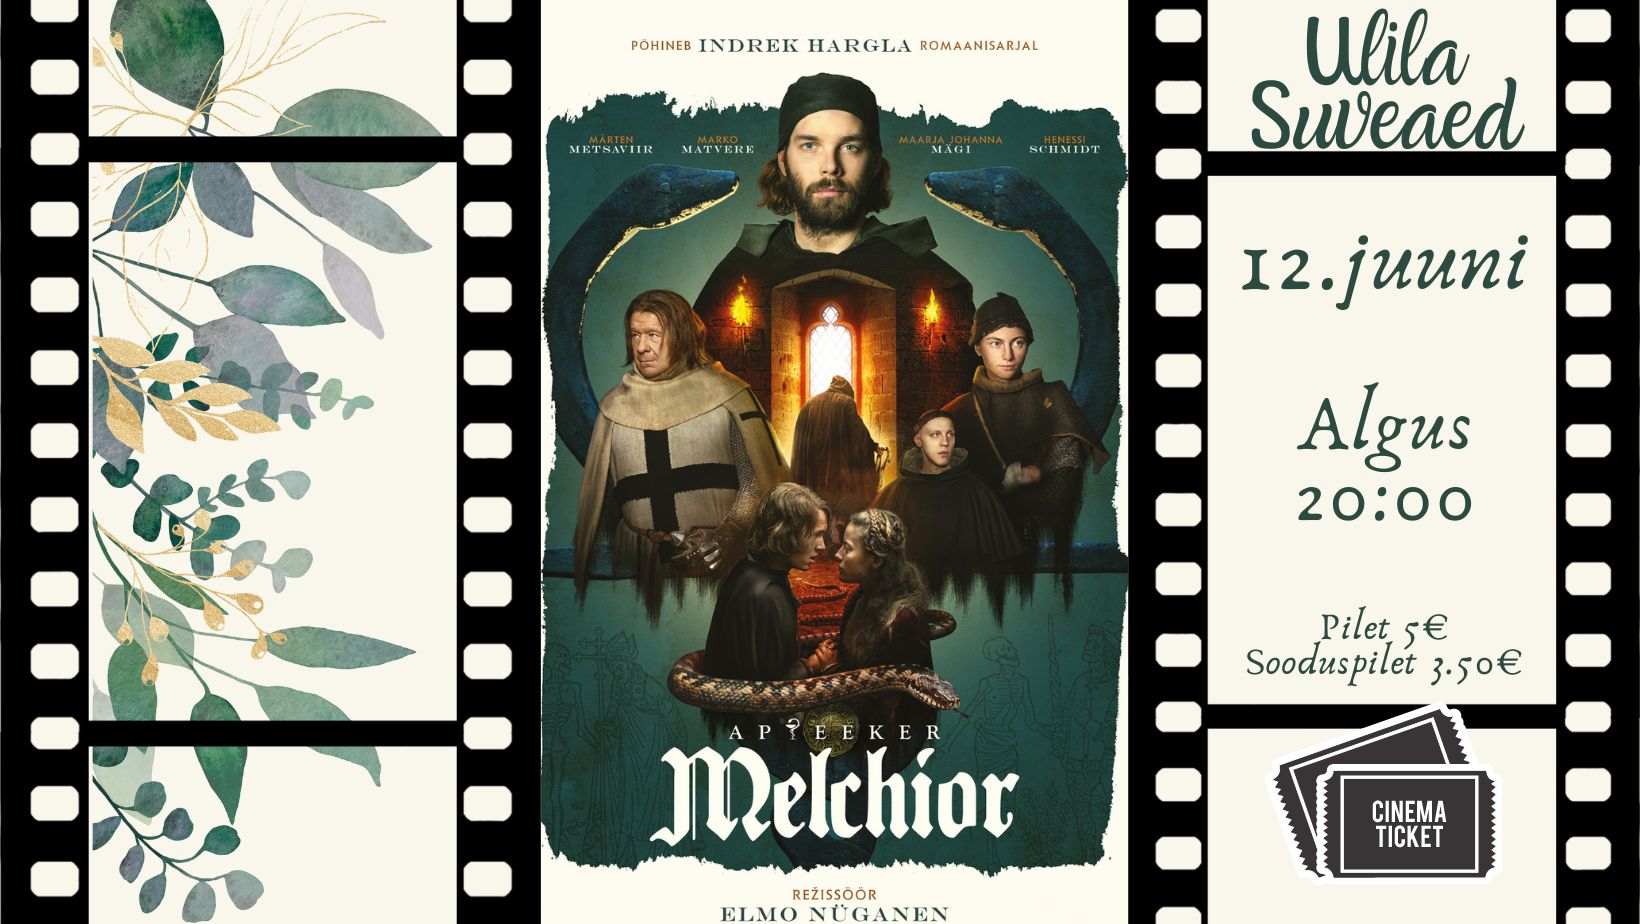 PÕHINEB INDREK HARGLA ROMAANISARJAL
MÄRTEN
METSAVIIR
MARKO
MATVERE
MAARJA JOHANNA
MÄGI
HENESSI
SCHMIDT
APTEEKER
Melchior
REŽISSÖÖR
ELMO NÜGANEN
Ulila
Suveaed
12.juuni
Algus
20:00
Pilet 5€
Sooduspilet 3.50€
CINEMA
TICKET